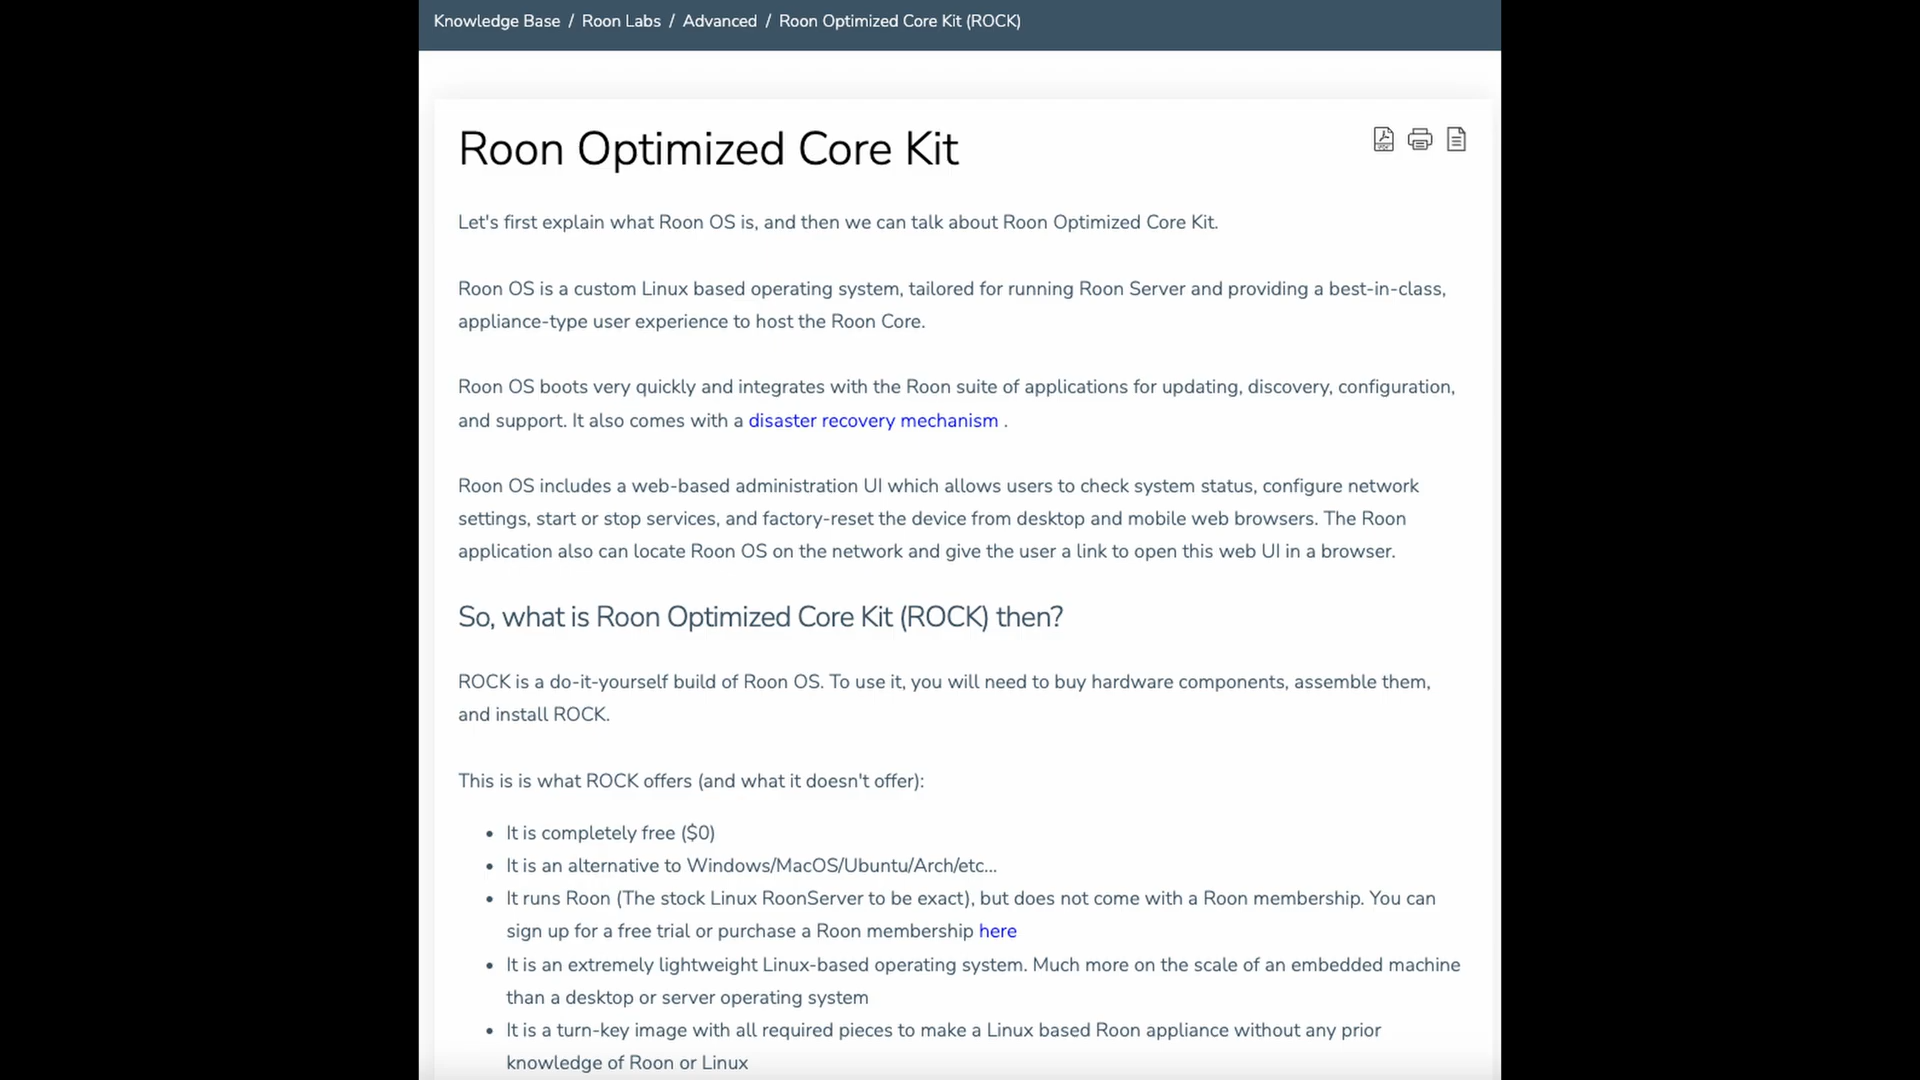 Knowledge Base / Roon Labs / Advanced / Roon Optimized Core Kit (ROCK)
Roon Optimized Core Kit
Let's first explain what Roon OS is, and then we can talk about Roon Optimized Core Kit.
Roon OS is a custom Linux based operating system, tailored for running Roon Server and providing a best-in-class,
appliance-type user experience to host the Roon Core.
Roon OS boots very quickly and integrates with the Roon suite of applications for updating, discovery, configuration,
and support. It also comes with a disaster recovery mechanism .
Roon OS includes a web-based administration UI which allows users to check system status, configure network
settings, start or stop services, and factory-reset the device from desktop and mobile web browsers. The Roon
application also can locate Roon OS on the network and give the user a link to open this web UI in a browser.
So, what is Roon Optimized Core Kit (ROCK) then?
ROCK is a do-it-yourself build of Roon OS. To use it, you will need to buy hardware components, assemble them,
and install ROCK.
This is is what ROCK offers (and what it doesn't offer):
• It is completely free ($0)
• It is an alternative to Windows/MacOS/Ubuntu/Arch/etc...
• It runs Roon (The stock Linux RoonServer to be exact), but does not come with a Roon membership. You can
sign up for a free trial or purchase a Roon membership here
• It is an extremely lightweight Linux-based operating system. Much more on the scale of an embedded machine
than a desktop or server operating system
• It is a turn-key image with all required pieces to make a Linux based Roon appliance without any prior
knowledge of Roon or Linux